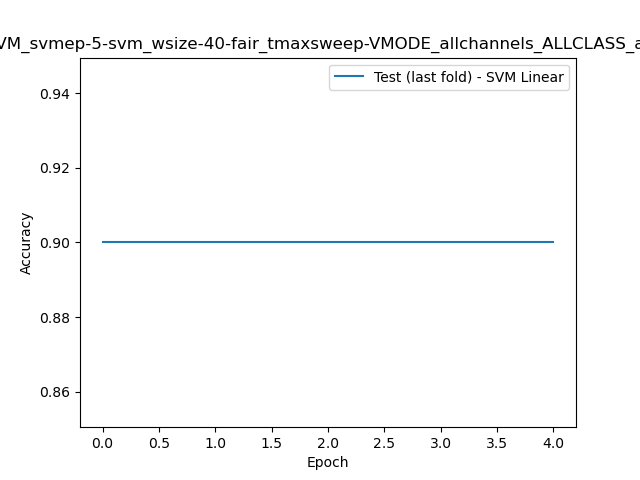 VM_svmep-5-svm_wsize-40-fair_tmaxsweep-VMODE_allchannels_ALLCLASS_a
Test (last fold) - SVM Linear
0.94
0.92
0.90
0.88
0.86
Accuracy
0.0 0.5 1.0 1.5 2.0 2.5 3.0 3.5 4.0
Epoch